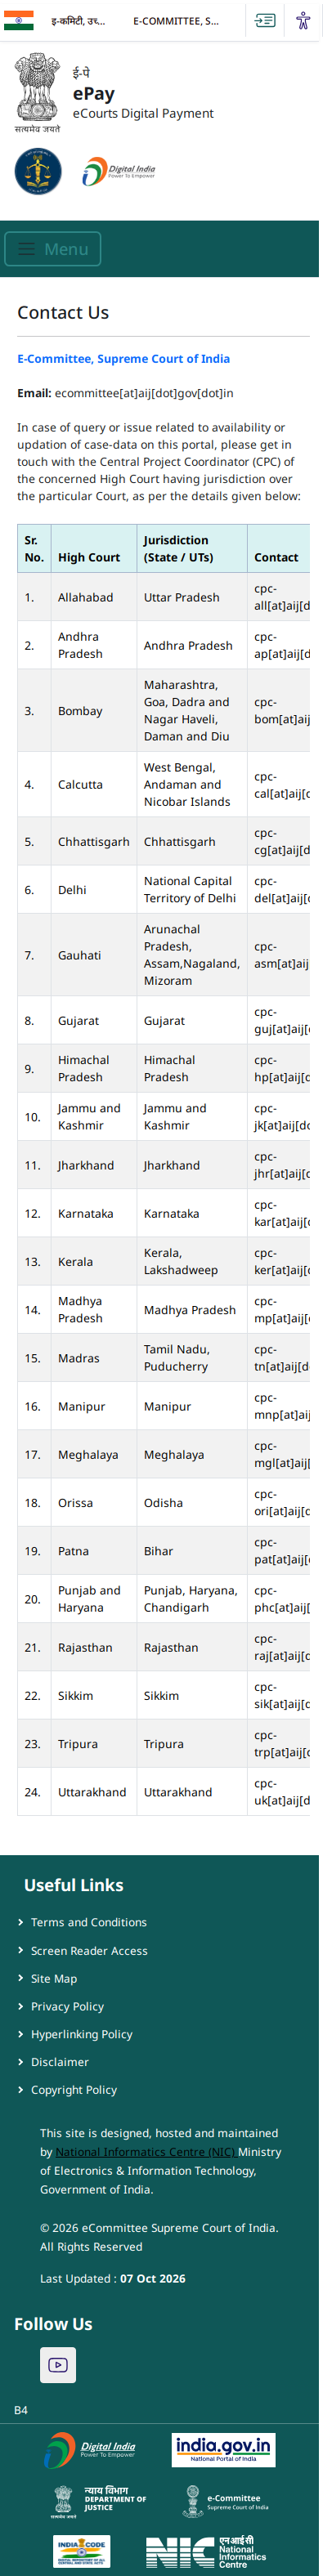 इ-कमिटी, उच...
E-COMMITTEE, S...
सत्यमेव जयते
ई-पे
ePay
eCourts Digital Payment
Digital India
Power To Empower
Menu
Contact Us
E-Committee, Supreme Court of India
Email: ecommittee[at]aij[dot]gov[dot]in
In case of query or issue related to availability or
updation of case-data on this portal, please get in
touch with the Central Project Coordinator (CPC) of
the concerned High Court having jurisdiction over
the particular Court, as per the details given below:
Sr. No. High Court Jurisdiction (State / UTs) Contact
1. Allahabad Uttar Pradesh cpc-all[at]aij[d
2. Andhra Pradesh Andhra Pradesh cpc-ap[at]aij[d
3. Bombay Maharashtra, Goa, Dadra and Nagar Haveli, Daman and Diu cpc-bom[at]aij
4. Calcutta West Bengal, Andaman and Nicobar Islands cpc-cal[at]aij[d
5. Chhattisgarh Chhattisgarh cpc-cg[at]aij[d
6. Delhi National Capital Territory of Delhi cpc-del[at]aij[d
7. Gauhati Arunachal Pradesh, Assam,Nagaland, Mizoram cpc-asm[at]aij
8. Gujarat Gujarat cpc-guj[at]aij[d
9. Himachal Pradesh Himachal Pradesh cpc-hp[at]aij[d
10. Jammu and Kashmir Jammu and Kashmir cpc-jk[at]aij[do
11. Jharkhand Jharkhand cpc-jhr[at]aij[d
12. Karnataka Karnataka cpc-kar[at]aij[d
13. Kerala Kerala, Lakshadweep cpc-ker[at]aij[d
14. Madhya Pradesh Madhya Pradesh cpc-mp[at]aij[d
15. Madras Tamil Nadu, Puducherry cpc-tn[at]aij[do
16. Manipur Manipur cpc-mnp[at]aij
17. Meghalaya Meghalaya cpc-mgl[at]aij[
18. Orissa Odisha cpc-ori[at]aij[d
19. Patna Bihar cpc-pat[at]aij[d
20. Punjab and Haryana Punjab, Haryana, Chandigarh cpc-phc[at]aij[
21. Rajasthan Rajasthan cpc-raj[at]aij[d
22. Sikkim Sikkim cpc-sik[at]aij[d
23. Tripura Tripura cpc-trp[at]aij[d
24. Uttarakhand Uttarakhand cpc-uk[at]aij[d
Useful Links
Terms and Conditions
Screen Reader Access
Site Map
Privacy Policy
Hyperlinking Policy
Disclaimer
Copyright Policy
This site is designed, hosted and maintained
by National Informatics Centre (NIC) Ministry
of Electronics & Information Technology,
Government of India.
© 2026 eCommittee Supreme Court of India.
All Rights Reserved
Last Updated : 07 Oct 2026
Follow Us
B4
Digital India
Power To Empower
india.gov.in
National Portal of India
न्याय विभाग
DEPARTMENT OF
JUSTICE
सत्यमेव जयते
e-Committee
Supreme Court of India
INDIA CODE
NIC
एन आई सी
National
Informatics
Centre